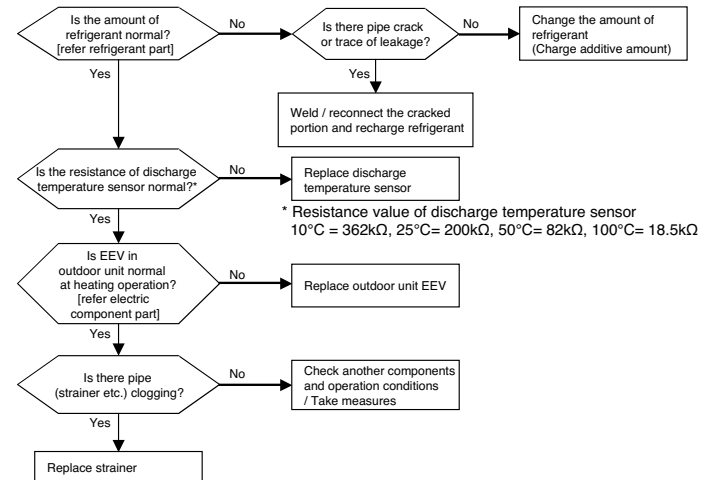 Is the amount of
refrigerant normal?
[refer refrigerant part]
No
Is there pipe crack
or trace of leakage?
No
Change the amount of
refrigerant
(Charge additive amount)
Yes
Yes
Weld / reconnect the cracked
portion and recharge refrigerant
Is the resistance of discharge
temperature sensor normal?*
No
Replace discharge
temperature sensor
* Resistance value of discharge temperature sensor
10°C = 362kΩ, 25°C= 200kΩ, 50°C= 82kΩ, 100°C= 18.5kΩ
Yes
Is EEV in
outdoor unit normal
at heating operation?
[refer electric
component part]
No
Replace outdoor unit EEV
Yes
Is there pipe
(strainer etc.) clogging?
No
Check another components
and operation conditions
/ Take measures
Yes
Replace strainer